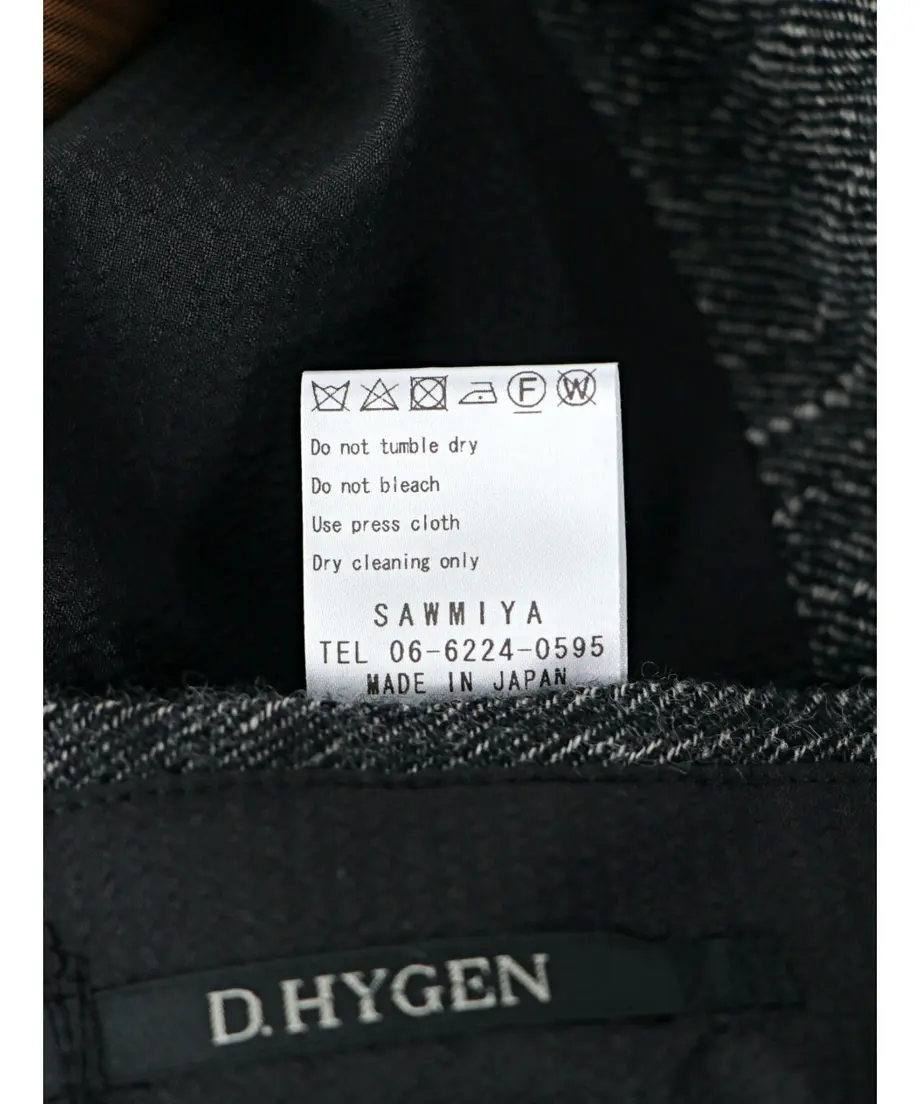 F W
Do not tumble dry
Do not bleach
Use press cloth
Dry cleaning only
SAWMIYA
TEL 06-6224-0595
MADE IN JAPAN
D.HYGEN